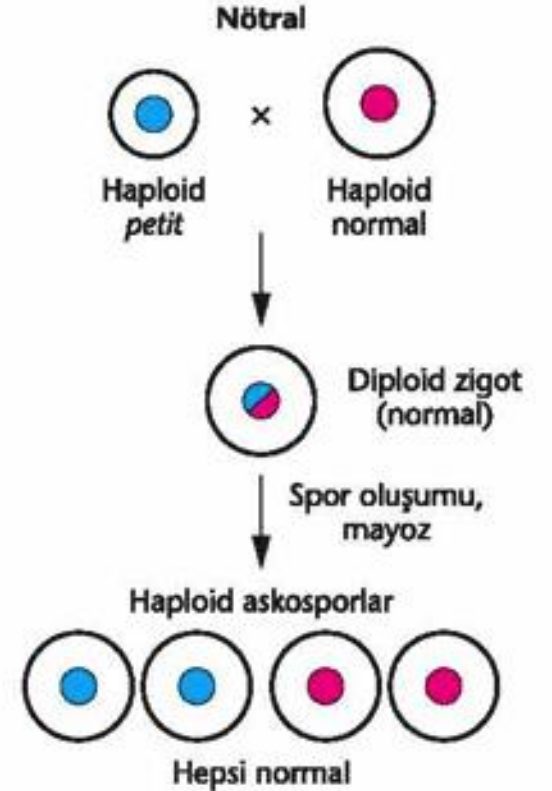 Nötral
×
Haploid
petit
Haploid
normal
Diploid zigot
(normal)
Spor oluşumu,
mayoz
Haploid askosporlar
Hepsi normal